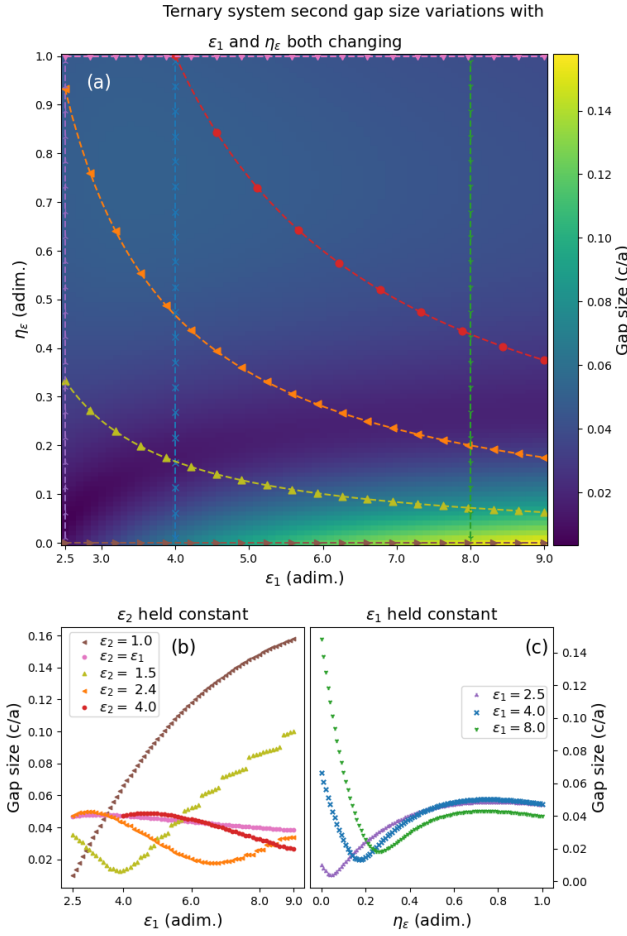 Ternary system second gap size variations with
ε₁ and ηε both changing
(a)
1.0
0.9
0.8
0.7
0.6
0.5
0.4
0.3
0.2
0.1
0.0
ηε (adim.)
2.5 3.0 4.0 5.0 6.0 7.0 8.0 9.0
ε₁ (adim.)
0.14
0.12
0.10
0.08
0.06
0.04
0.02
Gap size (c/a)
ε₂ held constant
(b)
ε₂ = 1.0
ε₂ = ε₁
ε₂ = 1.5
ε₂ = 2.4
ε₂ = 4.0
0.16
0.14
0.12
0.10
0.08
0.06
0.04
0.02
Gap size (c/a)
2.5 4.0 6.0 8.0 9.0
ε₁ (adim.)
ε₁ held constant
(c)
ε₁ = 2.5
ε₁ = 4.0
ε₁ = 8.0
0.14
0.12
0.10
0.08
0.06
0.04
0.02
0.00
Gap size (c/a)
0.0 0.2 0.4 0.6 0.8 1.0
ηε (adim.)